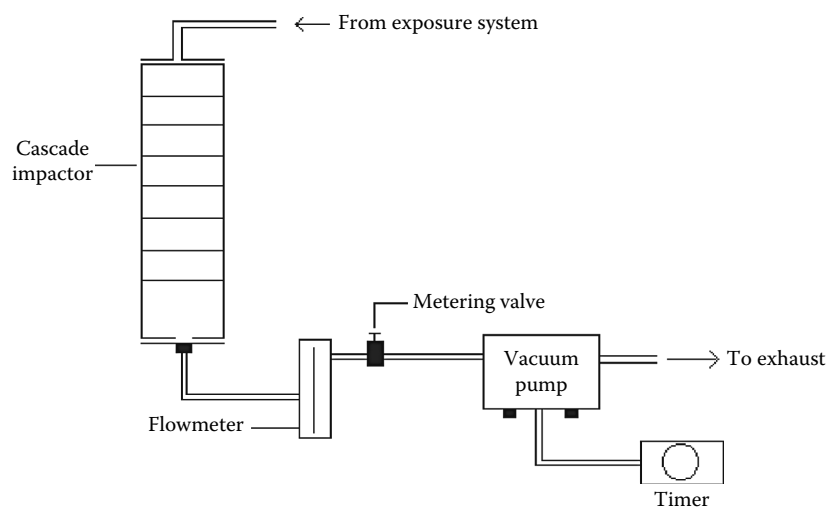 From exposure system
Cascade
impactor
Metering valve
Vacuum
pump
To exhaust
Flowmeter
Timer